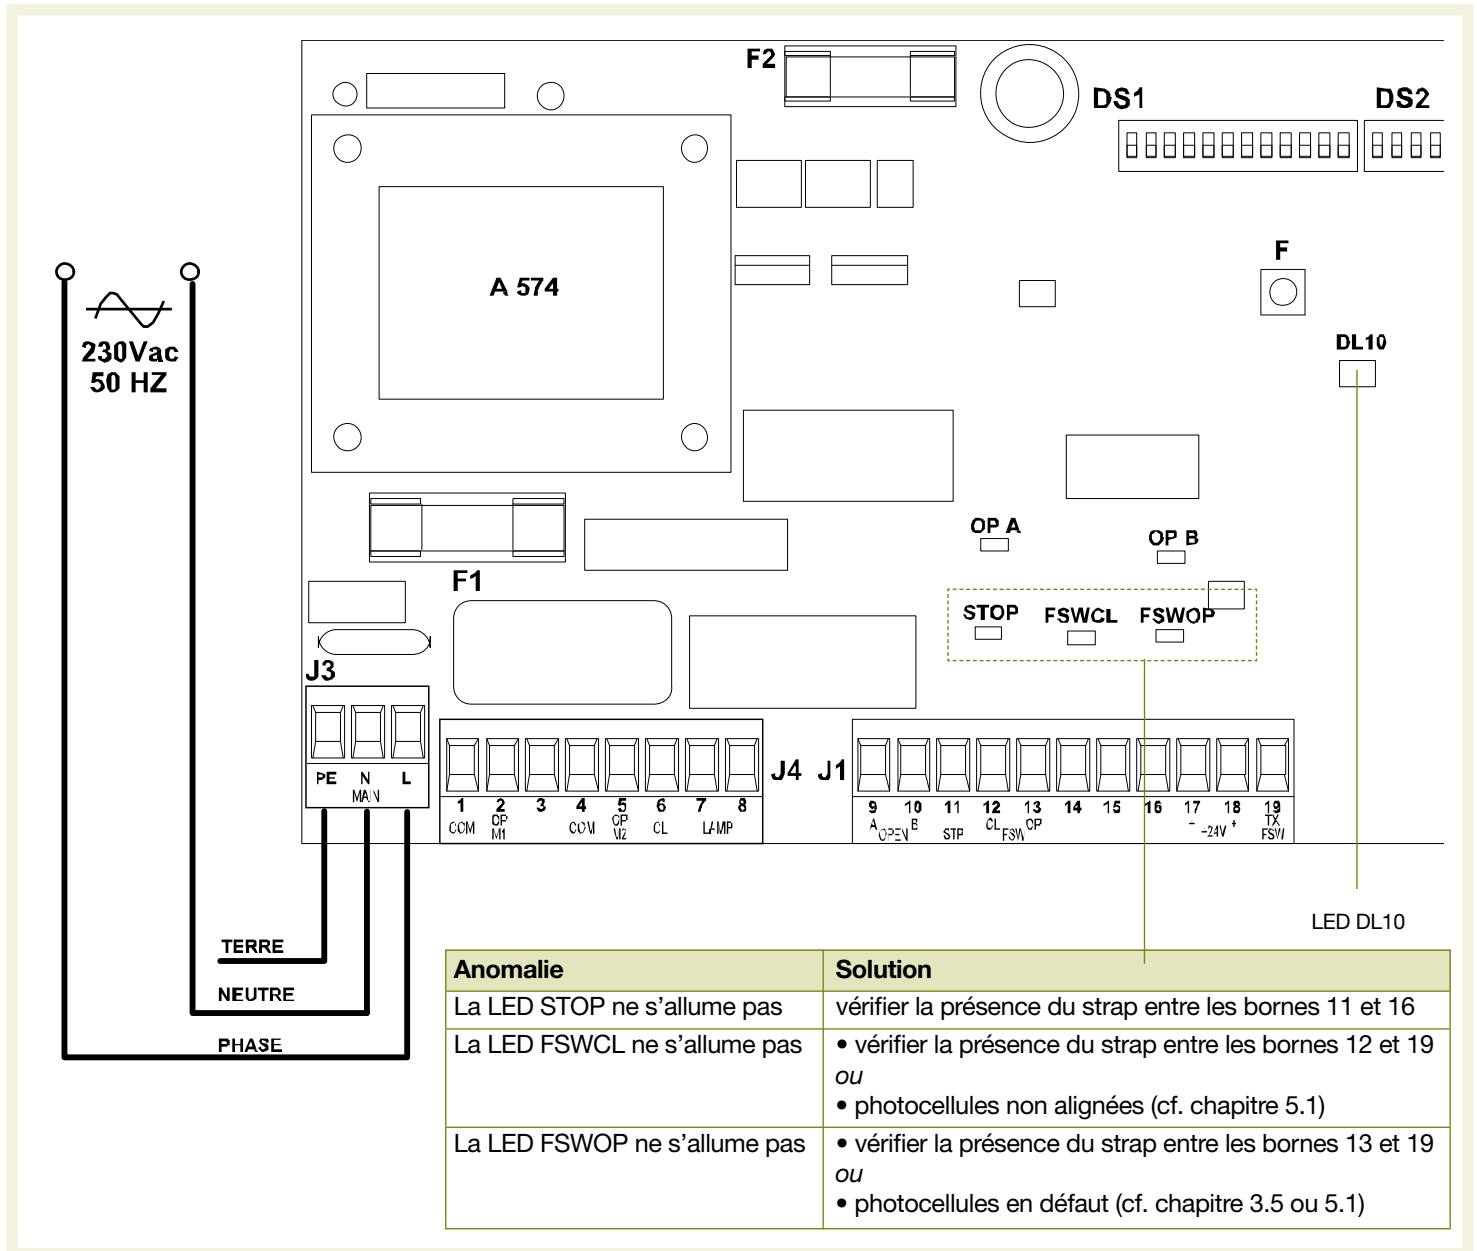 F2
DS1
DS2
A 574
F
230Vac
50 HZ
DL10
OP A
OP B
F1
STOP
FSWCL
FSWOP
J3
J4
J1
PE N L
MAIN
1 2 3 4 5 6 7 8
COM OP M1 COM OP M2 CL LAMP
9 10 11 12 13 14 15 16 17 18 19
A B OPEN STP CL OP FSW - + ~24V TX FSW
LED DL10
TERRE
NEUTRE
PHASE
Anomalie Solution
La LED STOP ne s’allume pas vérifier la présence du strap entre les bornes 11 et 16
La LED FSWCL ne s’allume pas • vérifier la présence du strap entre les bornes 12 et 19
ou
• photocellules non alignées (cf. chapitre 5.1)
La LED FSWOP ne s’allume pas • vérifier la présence du strap entre les bornes 13 et 19
ou
• photocellules en défaut (cf. chapitre 3.5 ou 5.1)